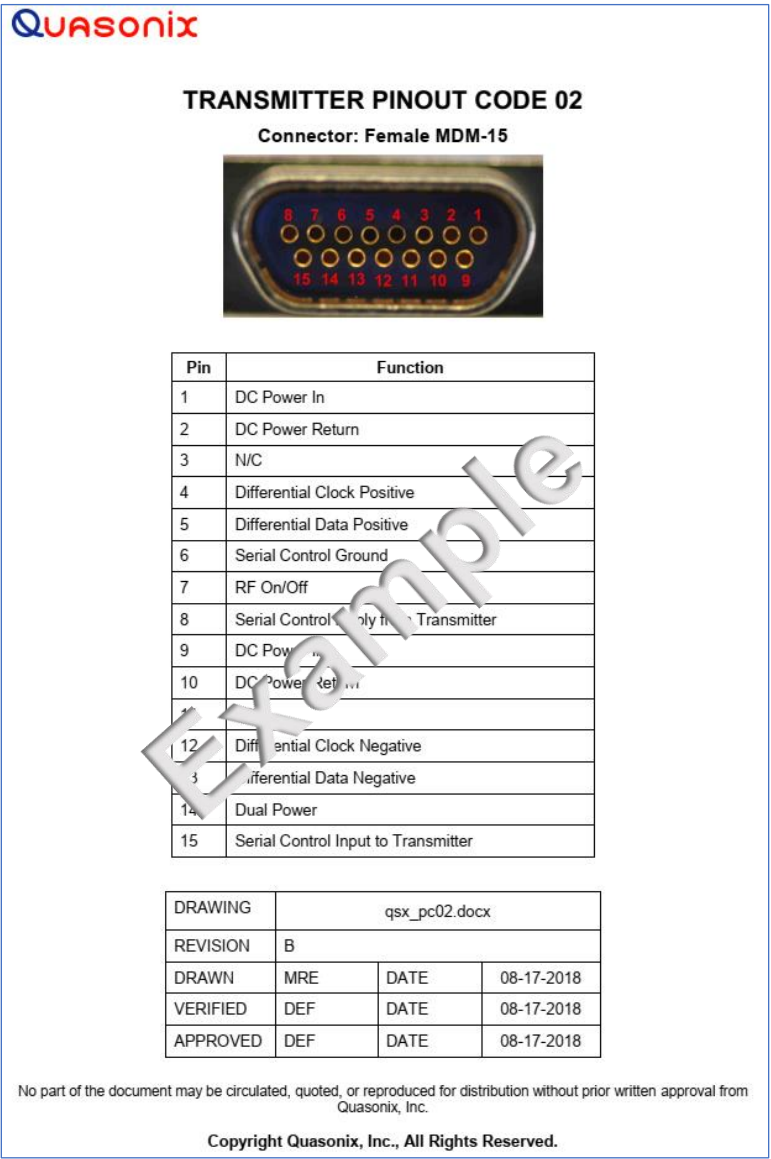 Quasonix
TRANSMITTER PINOUT CODE 02
Connector: Female MDM-15
8 7 6 5 4 3 2 1
15 14 13 12 11 10 9
Pin Function
1 DC Power In
2 DC Power Return
3 N/C
4 Differential Clock Positive
5 Differential Data Positive
6 Serial Control Ground
7 RF On/Off
8 Serial Control Transmitter
9 DC
10 DC Power
12 Differential Clock Negative
Differential Data Negative
14 Dual Power
15 Serial Control Input to Transmitter
Example
DRAWING qsx_pc02.docx
REVISION B
DRAWN MRE DATE 08-17-2018
VERIFIED DEF DATE 08-17-2018
APPROVED DEF DATE 08-17-2018
No part of the document may be circulated, quoted, or reproduced for distribution without prior written approval from
Quasonix, Inc.
Copyright Quasonix, Inc., All Rights Reserved.